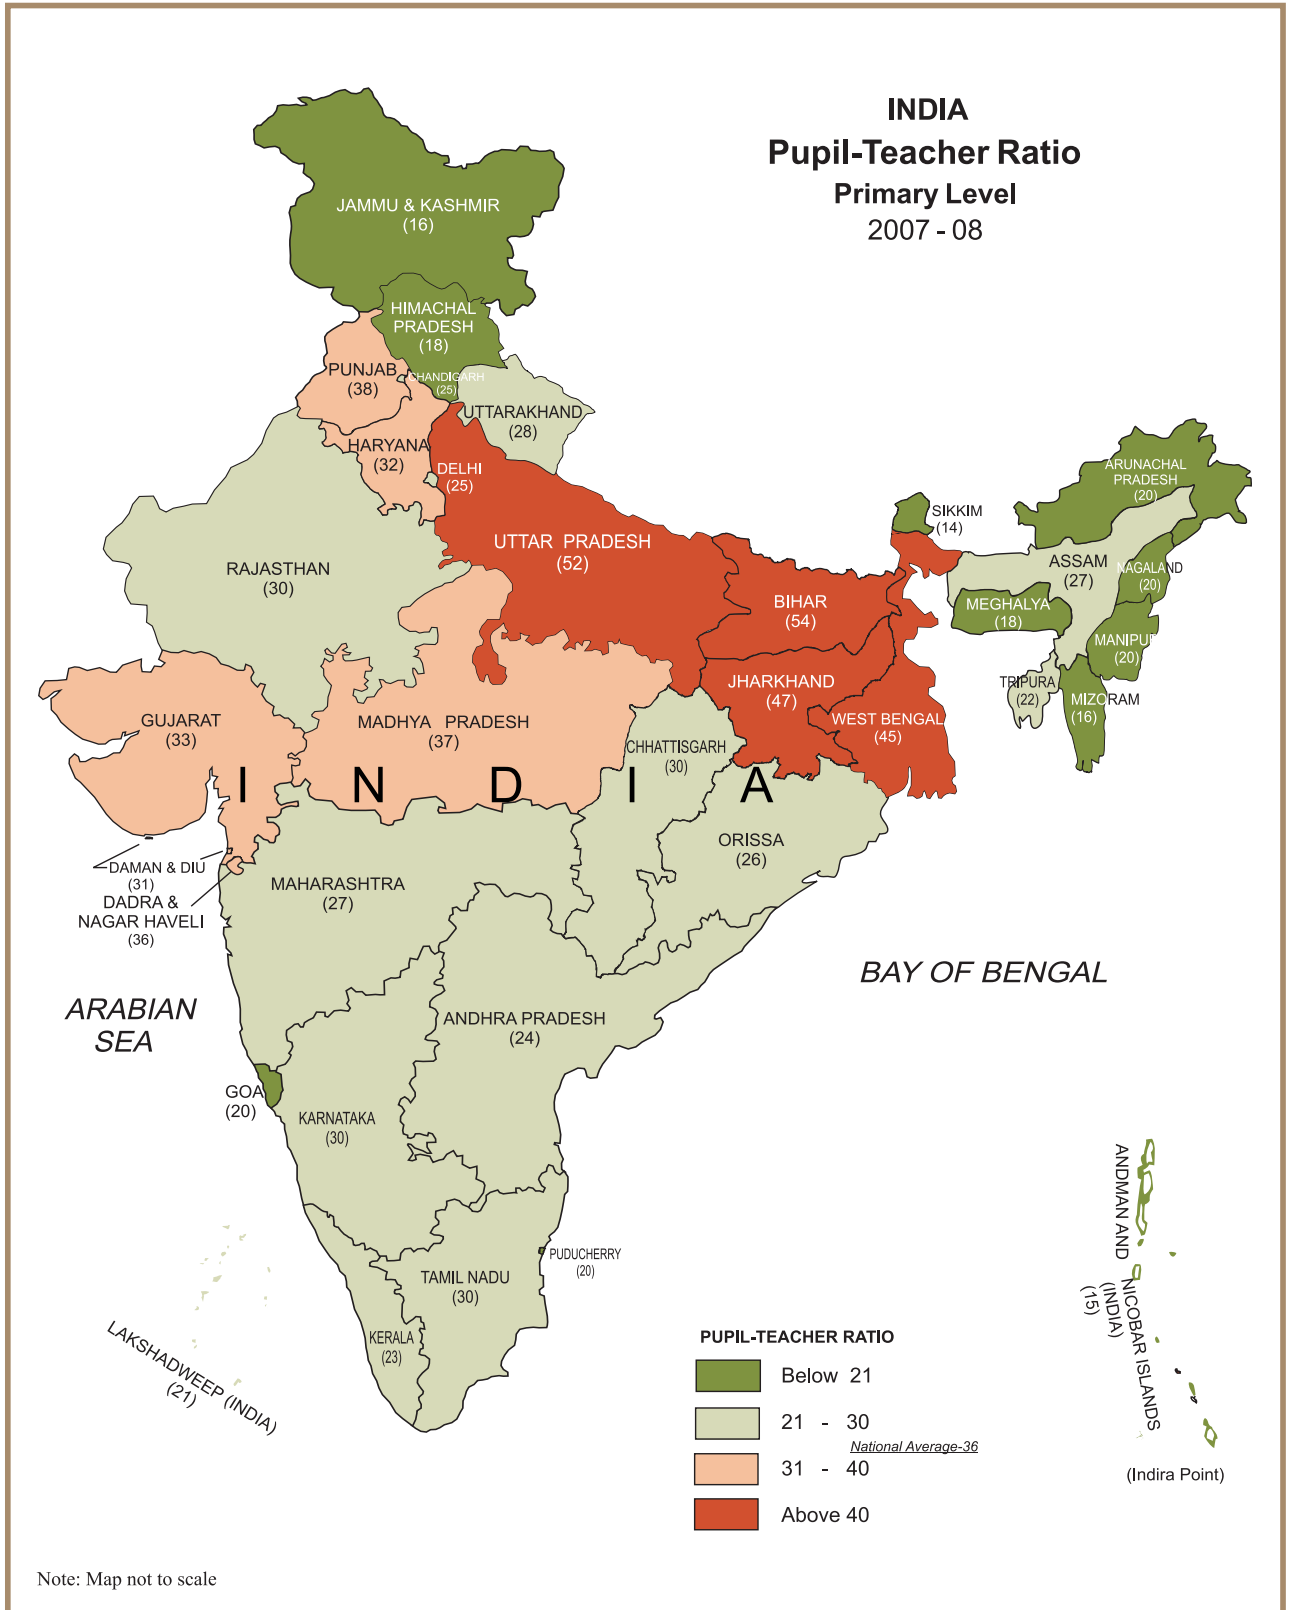 INDIA
Pupil-Teacher Ratio
Primary Level
2007 - 08
JAMMU & KASHMIR
(16)
HIMACHAL
PRADESH
(18)
PUNJAB
(38)
CHANDIGARH
(25)
UTTARAKHAND
(28)
HARYANA
(32)
DELHI
(25)
ARUNACHAL
PRADESH
(20)
SIKKIM
(14)
UTTAR PRADESH
(52)
RAJASTHAN
(30)
ASSAM
(27)
NAGALAND
(20)
BIHAR
(54)
MEGHALYA
(18)
MANIPUR
(20)
TRIPURA
(22)
MIZORAM
(16)
JHARKHAND
(47)
WEST BENGAL
(45)
GUJARAT
(33)
MADHYA PRADESH
(37)
CHHATTISGARH
(30)
I N D I A
ORISSA
(26)
DAMAN & DIU
(31)
DADRA &
NAGAR HAVELI
(36)
MAHARASHTRA
(27)
BAY OF BENGAL
ARABIAN
SEA
ANDHRA PRADESH
(24)
GOA
(20)
KARNATAKA
(30)
PUDUCHERRY
(20)
TAMIL NADU
(30)
KERALA
(23)
LAKSHADWEEP (INDIA)
(21)
ANDMAN AND
NICOBAR ISLANDS
(INDIA)
(15)
(Indira Point)
PUPIL-TEACHER RATIO
Below 21
21 - 30
National Average-36
31 - 40
Above 40
Note: Map not to scale